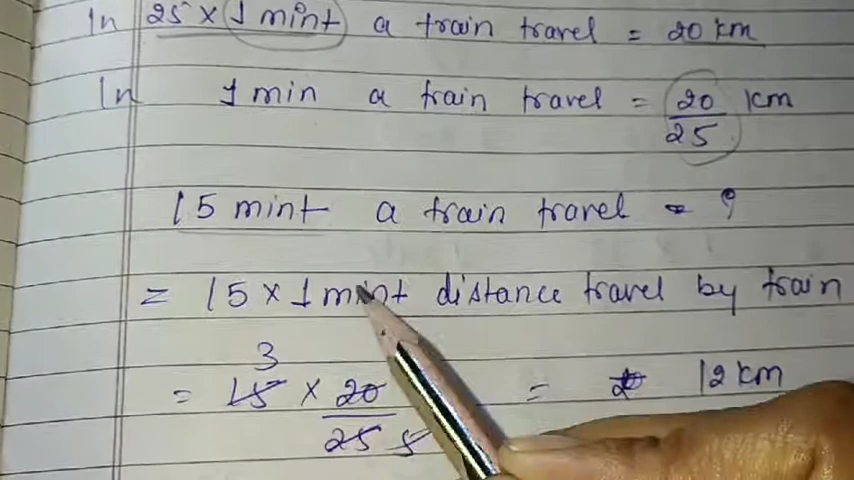 In 25 × 1 mint a train travel = 20 km
In 1 min a train travel = 20/25 km
15 mint a train travel = ?
= 15 × 1 mint distance travel by train
3
= 15 × 20/25 5 = 12 km